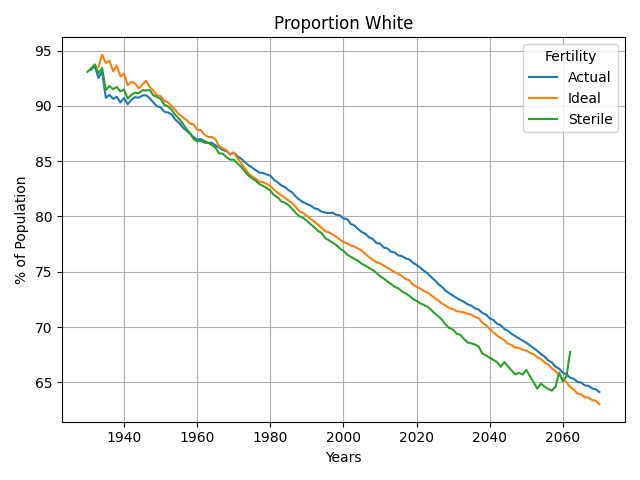 Proportion White
% of Population
95
90
85
80
75
70
65
Fertility
Actual
Ideal
Sterile
1940 1960 1980 2000 2020 2040 2060
Years